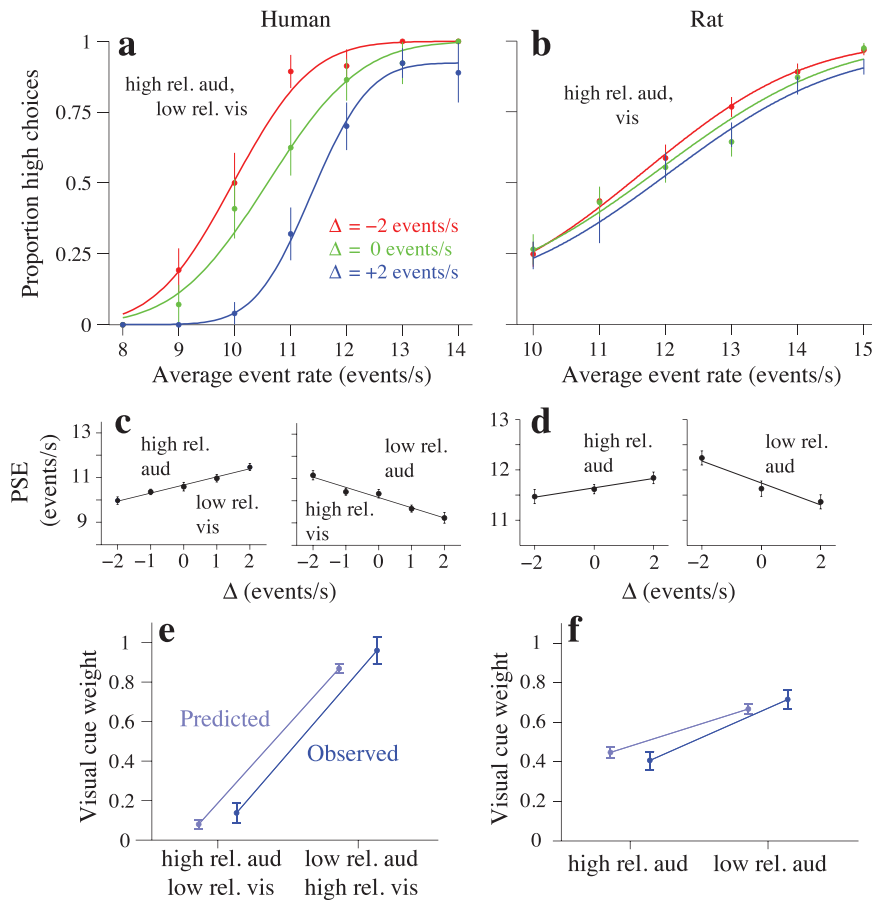 Human
Rat
a
high rel. aud,
low rel. vis
Δ = −2 events/s
Δ = 0 events/s
Δ = +2 events/s
Proportion high choices
1
0.75
0.5
0.25
0
8 9 10 11 12 13 14
Average event rate (events/s)
b
high rel. aud,
vis
10 11 12 13 14 15
Average event rate (events/s)
c
PSE
(events/s)
13
11
9
high rel.
aud
low rel.
vis
−2 −1 0 1 2
low rel.
aud
high rel.
vis
−2 −1 0 1 2
Δ (events/s)
d
13
12
11
high rel.
aud
−2 0 2
low rel.
aud
−2 0 2
Δ (events/s)
e
Visual cue weight
1
0.8
0.6
0.4
0.2
0
Predicted
Observed
high rel. aud
low rel. vis
low rel. aud
high rel. vis
f
Visual cue weight
1
0.8
0.6
0.4
0.2
0
high rel. aud
low rel. aud